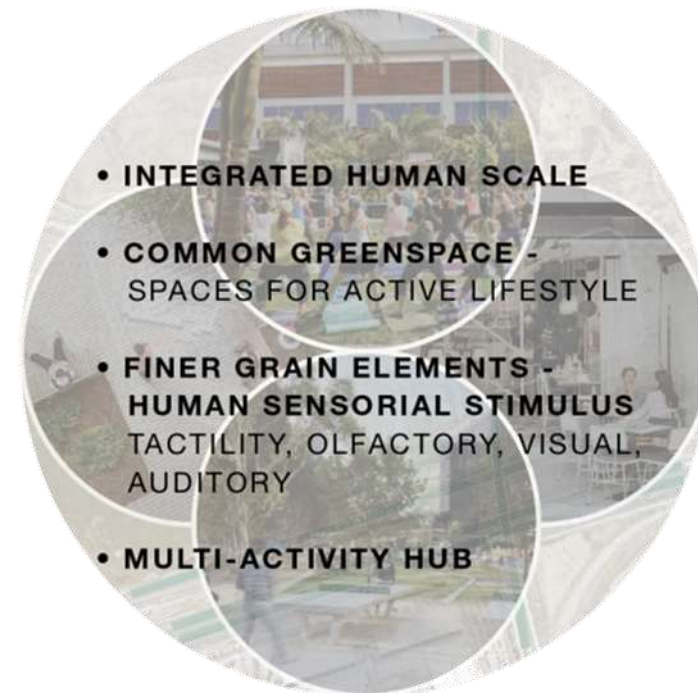 • INTEGRATED HUMAN SCALE
• COMMON GREENSPACE -
SPACES FOR ACTIVE LIFESTYLE
• FINER GRAIN ELEMENTS -
HUMAN SENSORIAL STIMULUS
TACTILITY, OLFACTORY, VISUAL,
AUDITORY
• MULTI-ACTIVITY HUB